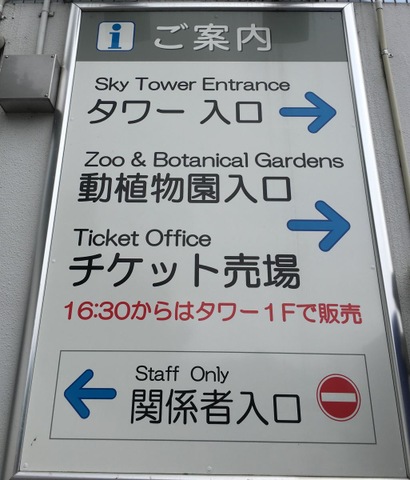 i ご案内
Sky Tower Entrance
タワー 入口
Zoo & Botanical Gardens
動植物園入口
Ticket Office
チケット売場
16:30からはタワー1Fで販売
Staff Only
関係者入口